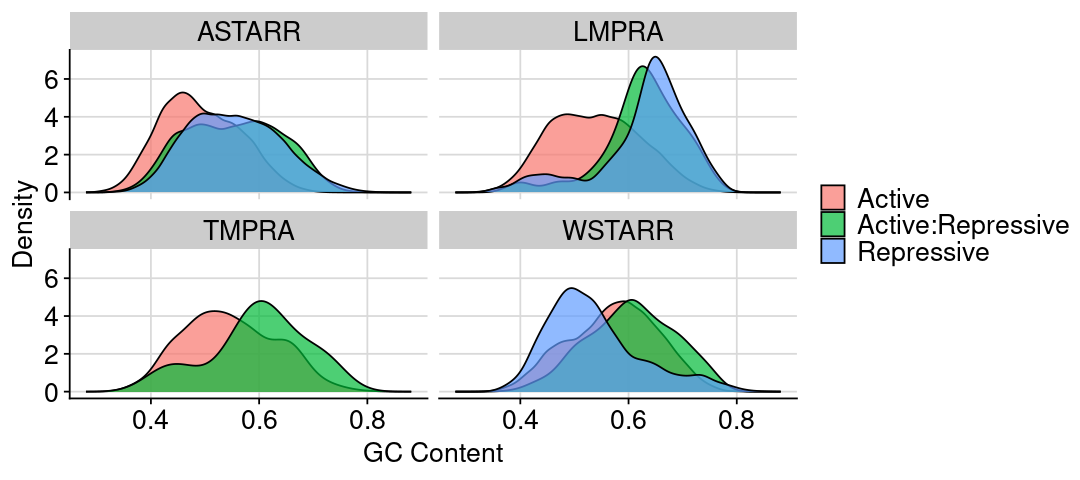 ASTARR
LMPRA
6
4
2
0
TMPRA
WSTARR
6
4
2
0
0.4
0.6
0.8
0.4
0.6
0.8
GC Content
Density
Active
Active:Repressive
Repressive